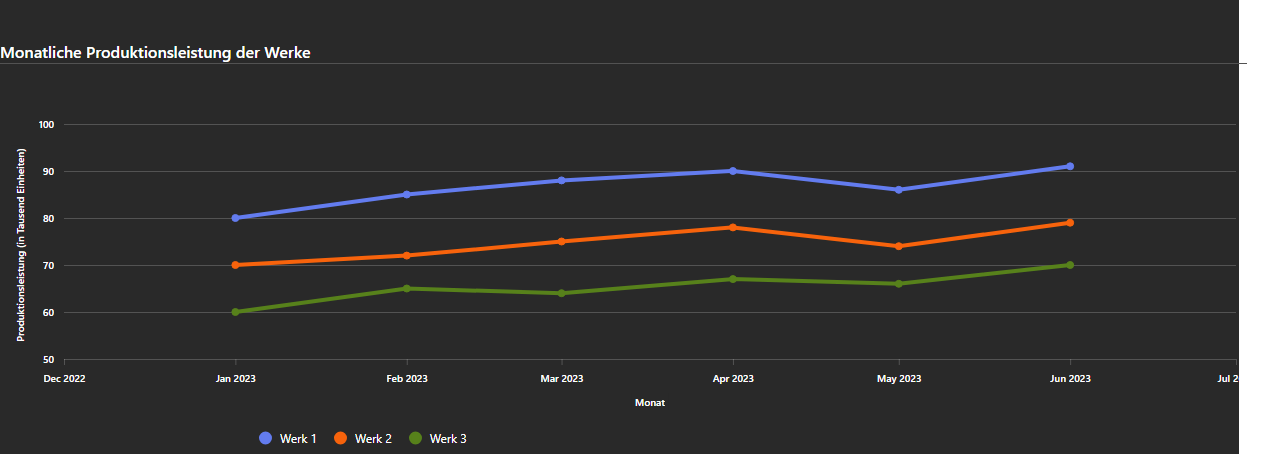 Monatliche Produktionsleistung der Werke
Produktionsleistung (in Tausend Einheiten)
100
90
80
70
60
50
Dec 2022 Jan 2023 Feb 2023 Mar 2023 Apr 2023 May 2023 Jun 2023 Jul
Monat
Werk 1 Werk 2 Werk 3